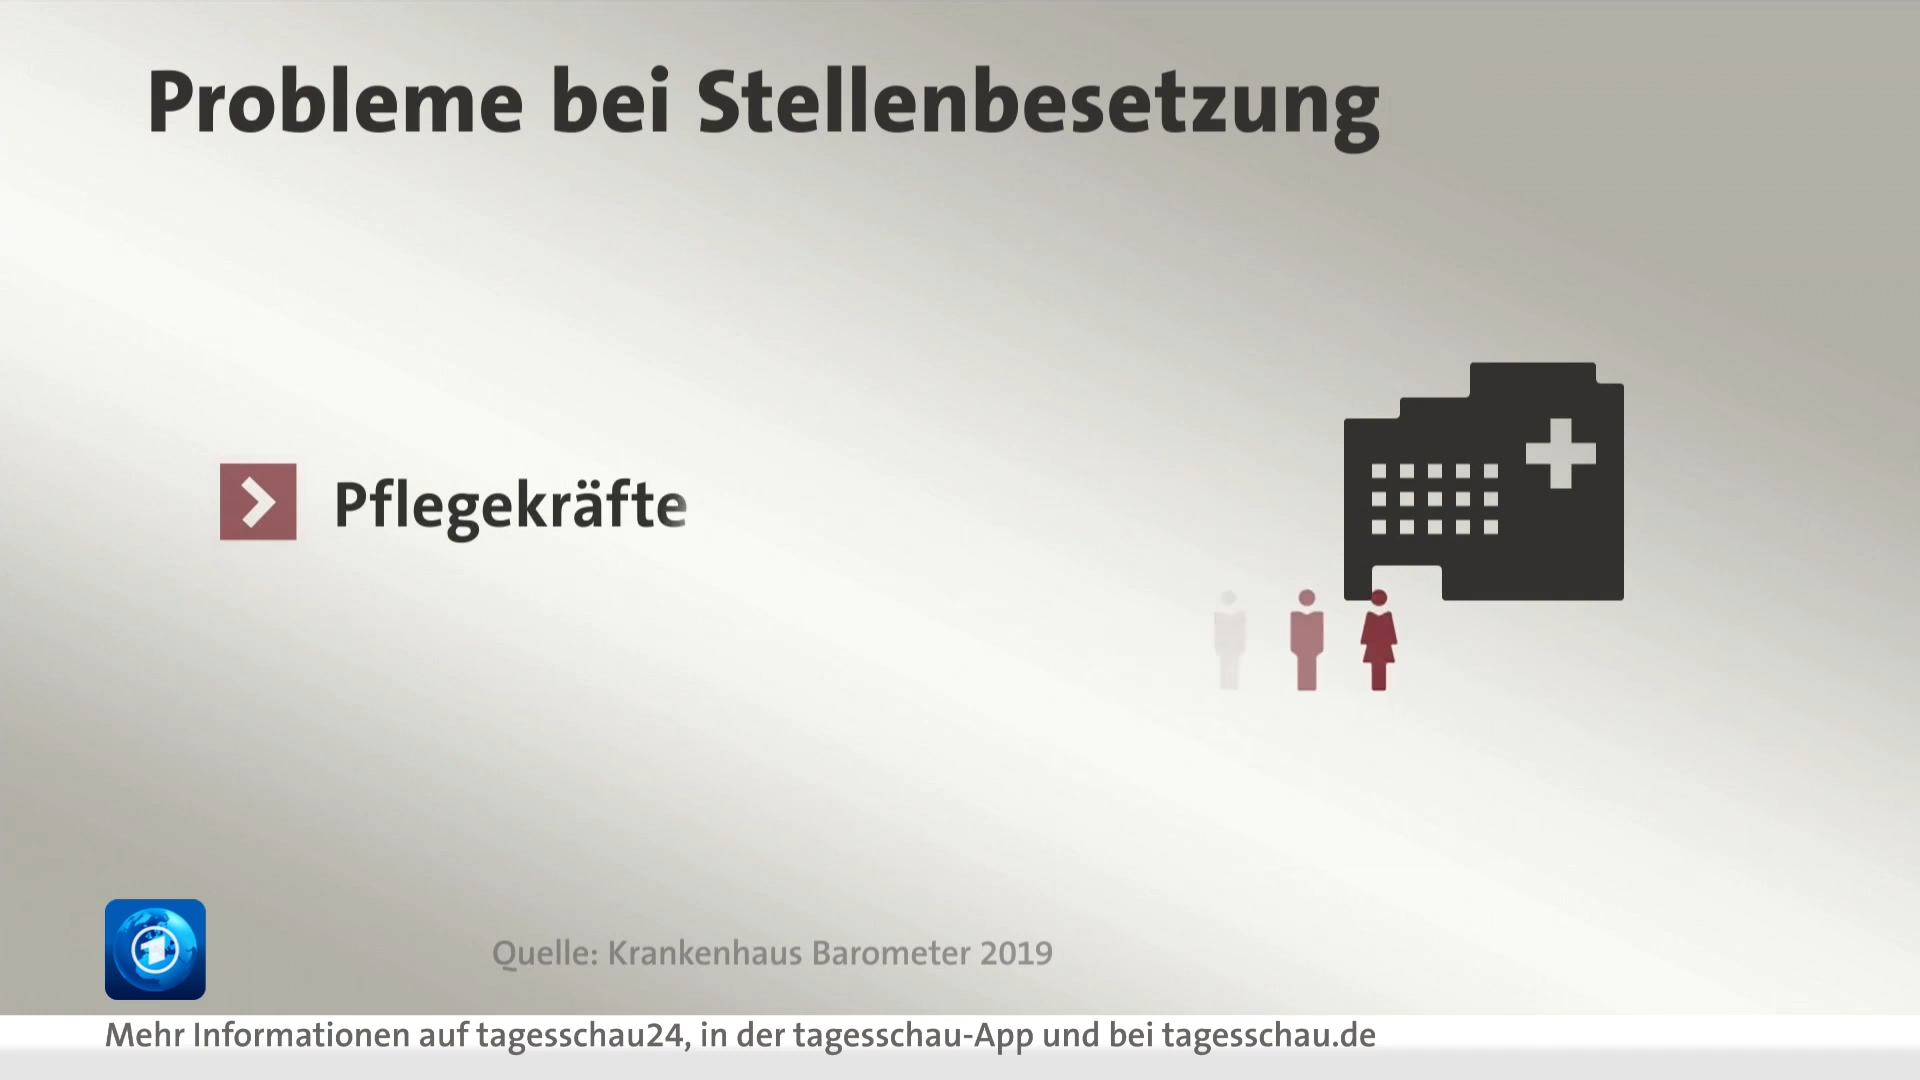 Probleme bei Stellenbesetzung
Pflegekräfte
Quelle: Krankenhaus Barometer 2019
Mehr Informationen auf tagesschau24, in der tagesschau-App und bei tagesschau.de